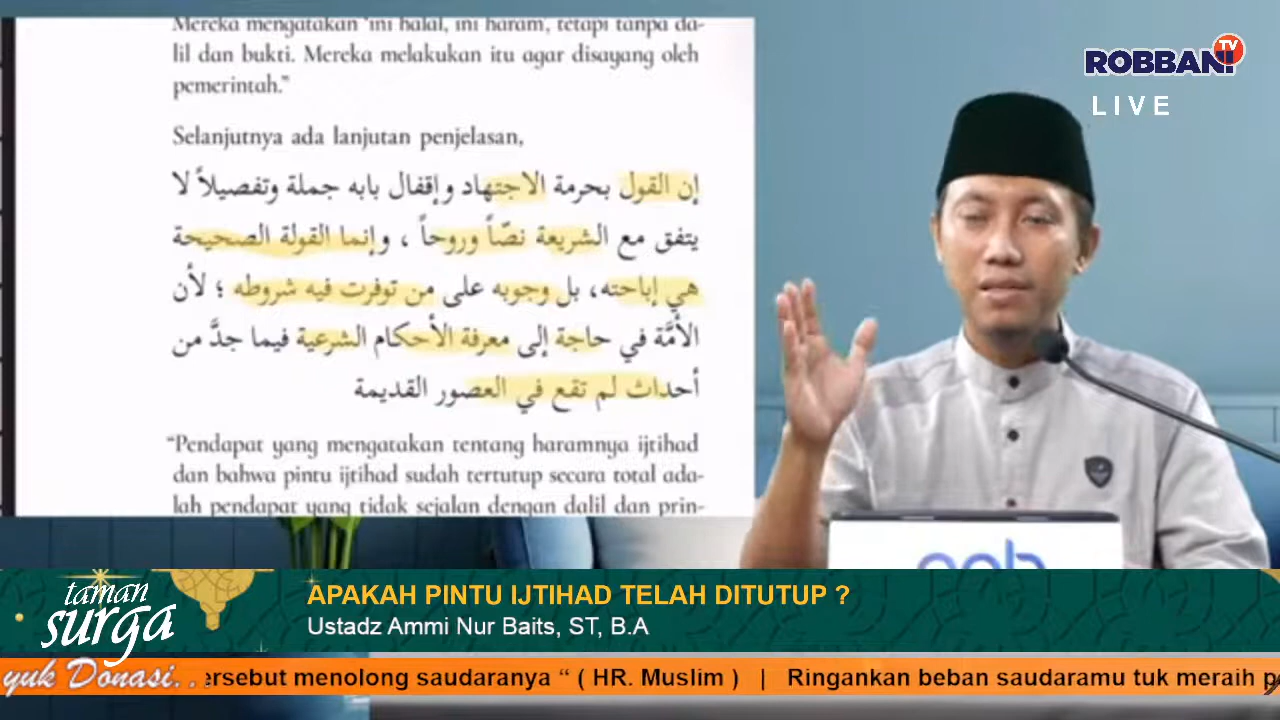 Mereka mengatakan 'ini halal, ini haram, tetapi tanpa da-
lil dan bukti. Mereka melakukan itu agar disayang oleh
pemerintah."
Selanjutnya ada lanjutan penjelasan,
إن القول بحرمة الاجتهاد وإقفال بابه جملة وتفصيلاً لا
يتفق مع الشريعة نصّاً وروحاً ، وإنما القولة الصحيحة
هي إباحته، بل وجوبه على من توفرت فيه شروطه ؛ لأن
الأمَّة في حاجة إلى معرفة الأحكام الشرعية فيما جدَّ من
أحداث لم تقع في العصور القديمة
"Pendapat yang mengatakan tentang haramnya ijtihad
dan bahwa pintu ijtihad sudah tertutup secara total ada-
lah pendapat yang tidak sejalan dengan dalil dan prin-
ROBBANI TV
LIVE
taman
surga
APAKAH PINTU IJTIHAD TELAH DITUTUP ?
Ustadz Ammi Nur Baits, ST, B.A
yuk Donasi. . .
ersebut menolong saudaranya “ ( HR. Muslim ) | Ringankan beban saudaramu tuk meraih p